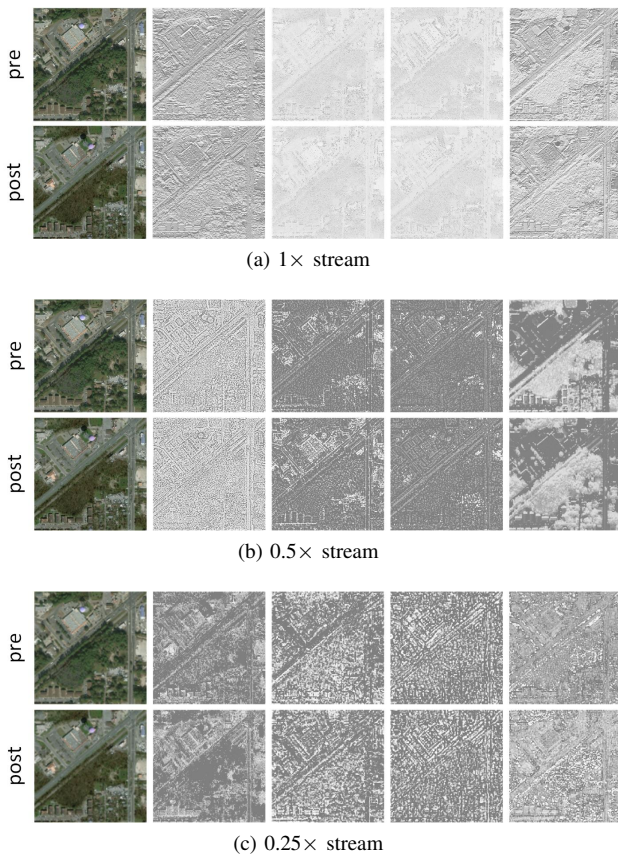 pre
post
(a) 1× stream
pre
post
(b) 0.5× stream
pre
post
(c) 0.25× stream